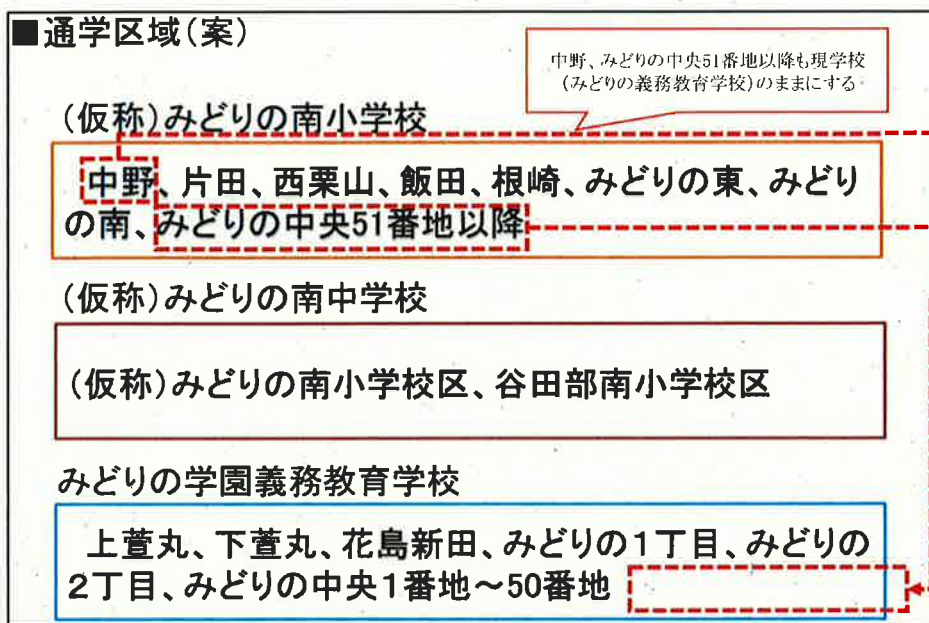 ■通学区域(案)
中野、みどりの中央51番地以降も現学校
(みどりの義務教育学校)のままにする
(仮称)みどりの南小学校
中野、片田、西栗山、飯田、根崎、みどりの東、みどり
の南、みどりの中央51番地以降
(仮称)みどりの南中学校
(仮称)みどりの南小学校区、谷田部南小学校区
みどりの学園義務教育学校
上萱丸、下萱丸、花島新田、みどりの1丁目、みどりの
2丁目、みどりの中央1番地～50番地